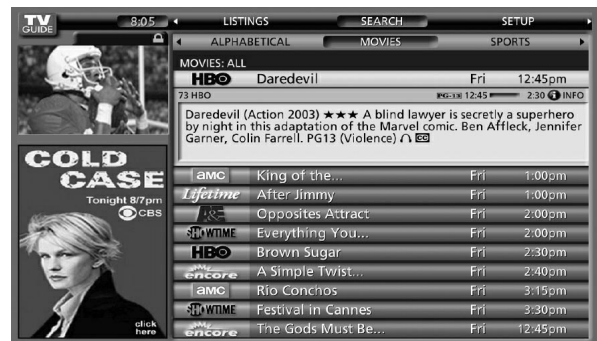 TV
GUIDE
8:05
LISTINGS SEARCH SETUP
ALPHABETICAL MOVIES SPORTS
MOVIES: ALL
HBO Daredevil Fri 12:45pm
73 HBO PG-13 12:45 2:30 INFO
Daredevil (Action 2003) ★★★ A blind lawyer is secretly a superhero
by night in this adaptation of the Marvel comic. Ben Affleck, Jennifer
Garner, Colin Farrell. PG13 (Violence) CC
COLD
CASE
Tonight 8/7pm
CBS
click
here
amc King of the... Fri 1:00pm
Lifetime After Jimmy Fri 1:00pm
A&E Opposites Attract Fri 2:00pm
SHOWTIME Everything You... Fri 2:00pm
HBO Brown Sugar Fri 2:30pm
encore A Simple Twist... Fri 2:40pm
amc Rio Conchos Fri 3:15pm
SHOWTIME Festival in Cannes Fri 3:30pm
encore The Gods Must Be... Fri 12:45pm